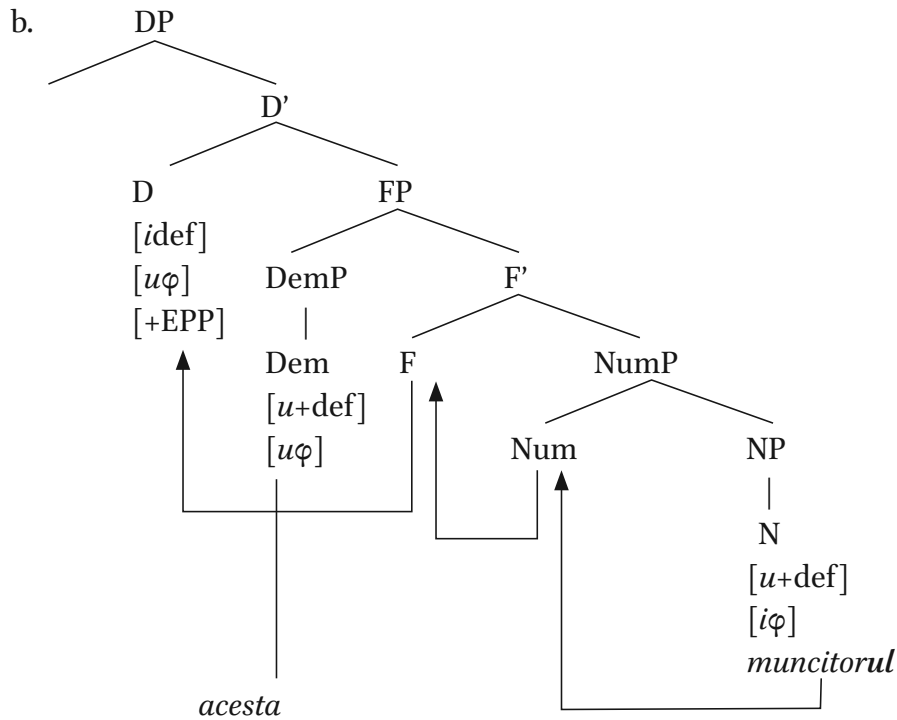 b. DP
D’
D FP
[idef]
[uφ] DemP F’
[+EPP]
Dem F NumP
[u+def]
[uφ] Num NP
N
[u+def]
[iφ]
muncitorul
acesta